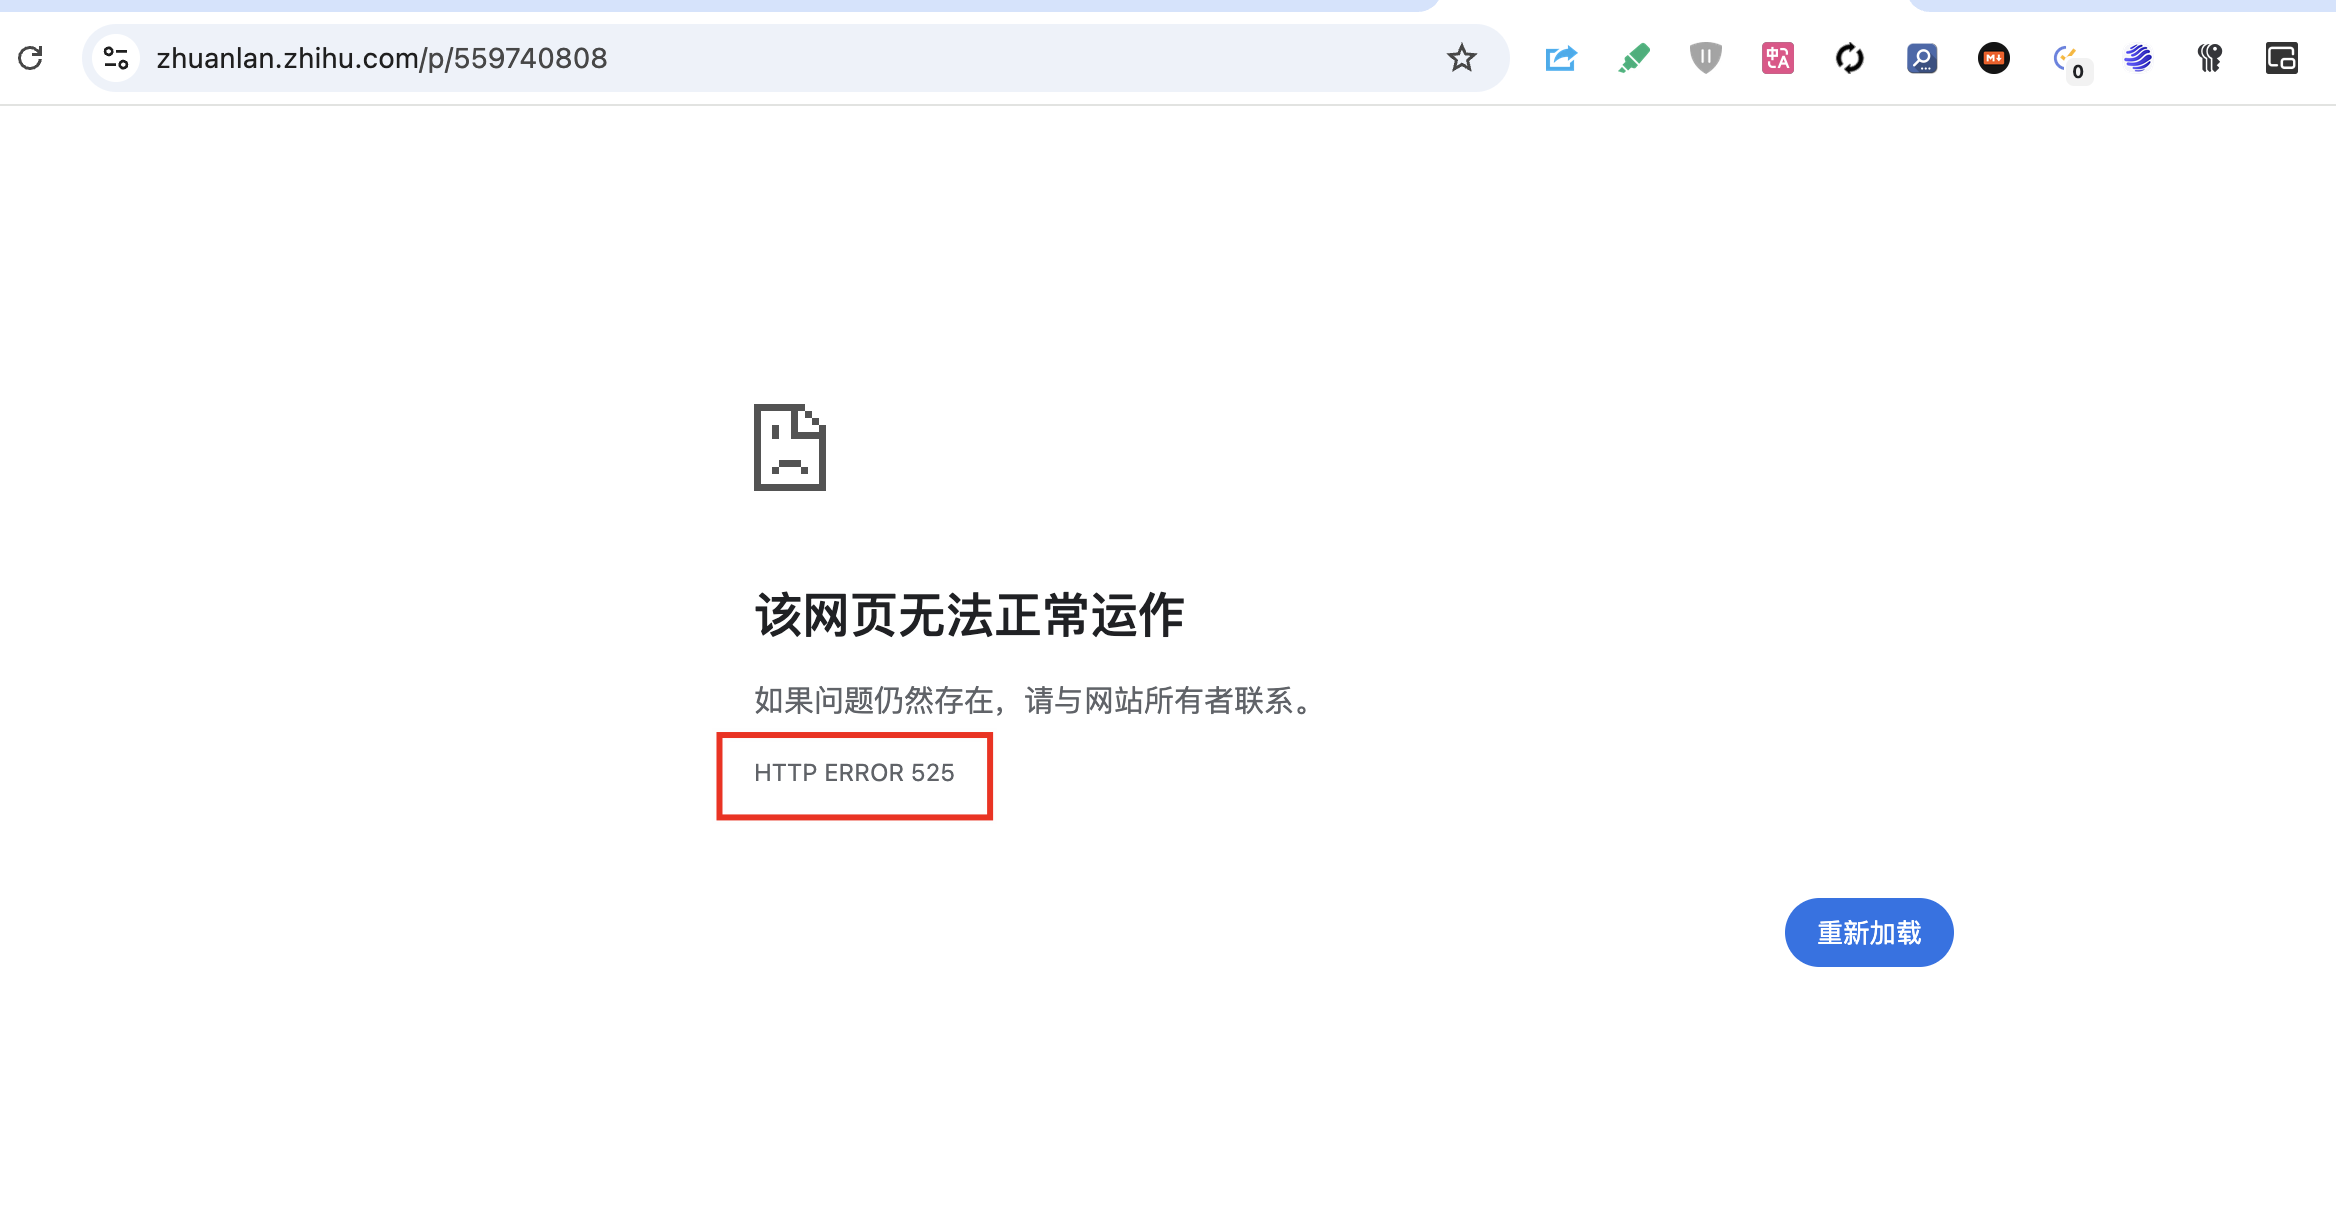 zhuanlan.zhihu.com/p/559740808
中
A
M↓
0
该网页无法正常运作
如果问题仍然存在，请与网站所有者联系。
HTTP ERROR 525
重新加载